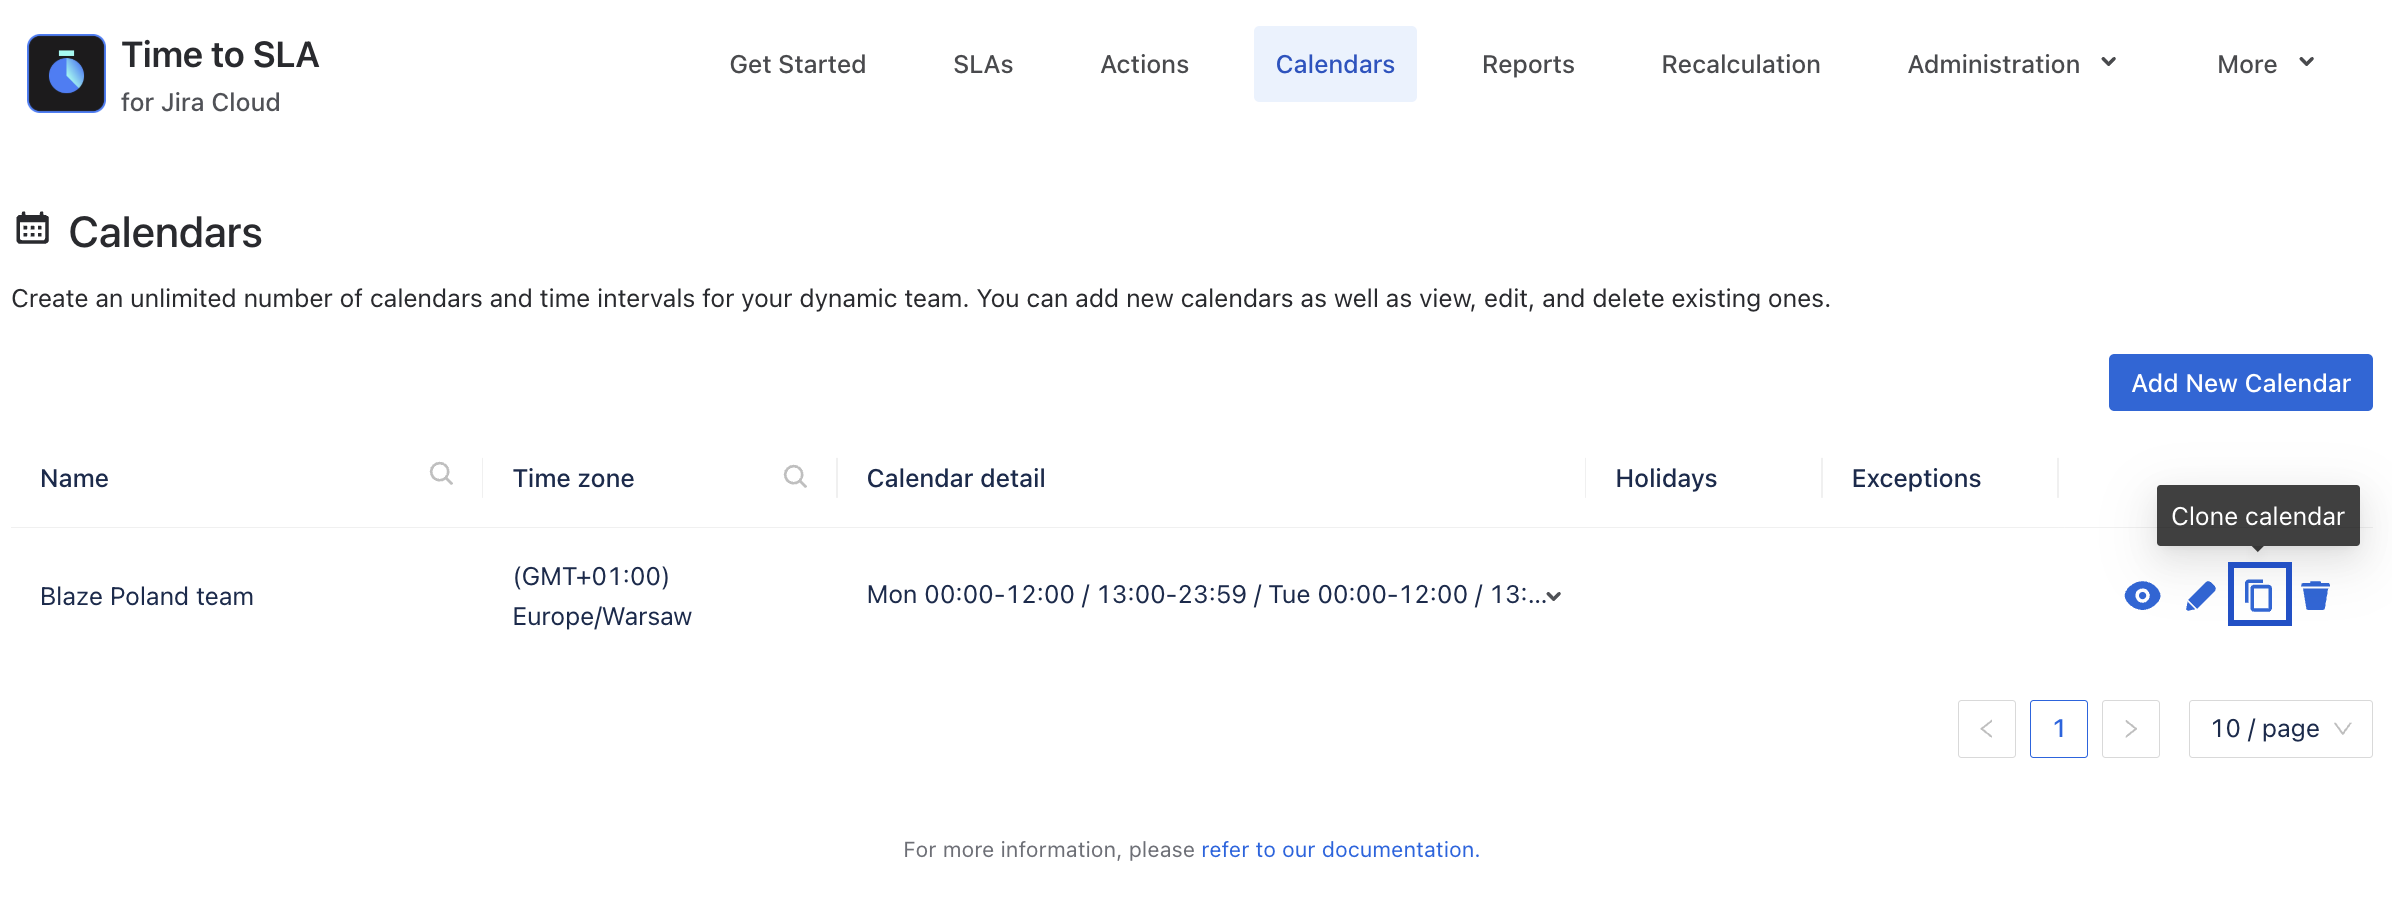 Time to SLA
for Jira Cloud
Get Started
SLAs
Actions
Calendars
Reports
Recalculation
Administration
More
Calendars
Create an unlimited number of calendars and time intervals for your dynamic team. You can add new calendars as well as view, edit, and delete existing ones.
Add New Calendar
Name
Time zone
Calendar detail
Holidays
Exceptions
Clone calendar
Blaze Poland team
(GMT+01:00)
Europe/Warsaw
Mon 00:00-12:00 / 13:00-23:59 / Tue 00:00-12:00 / 13:...
< 1 >
10 / page
For more information, please refer to our documentation.